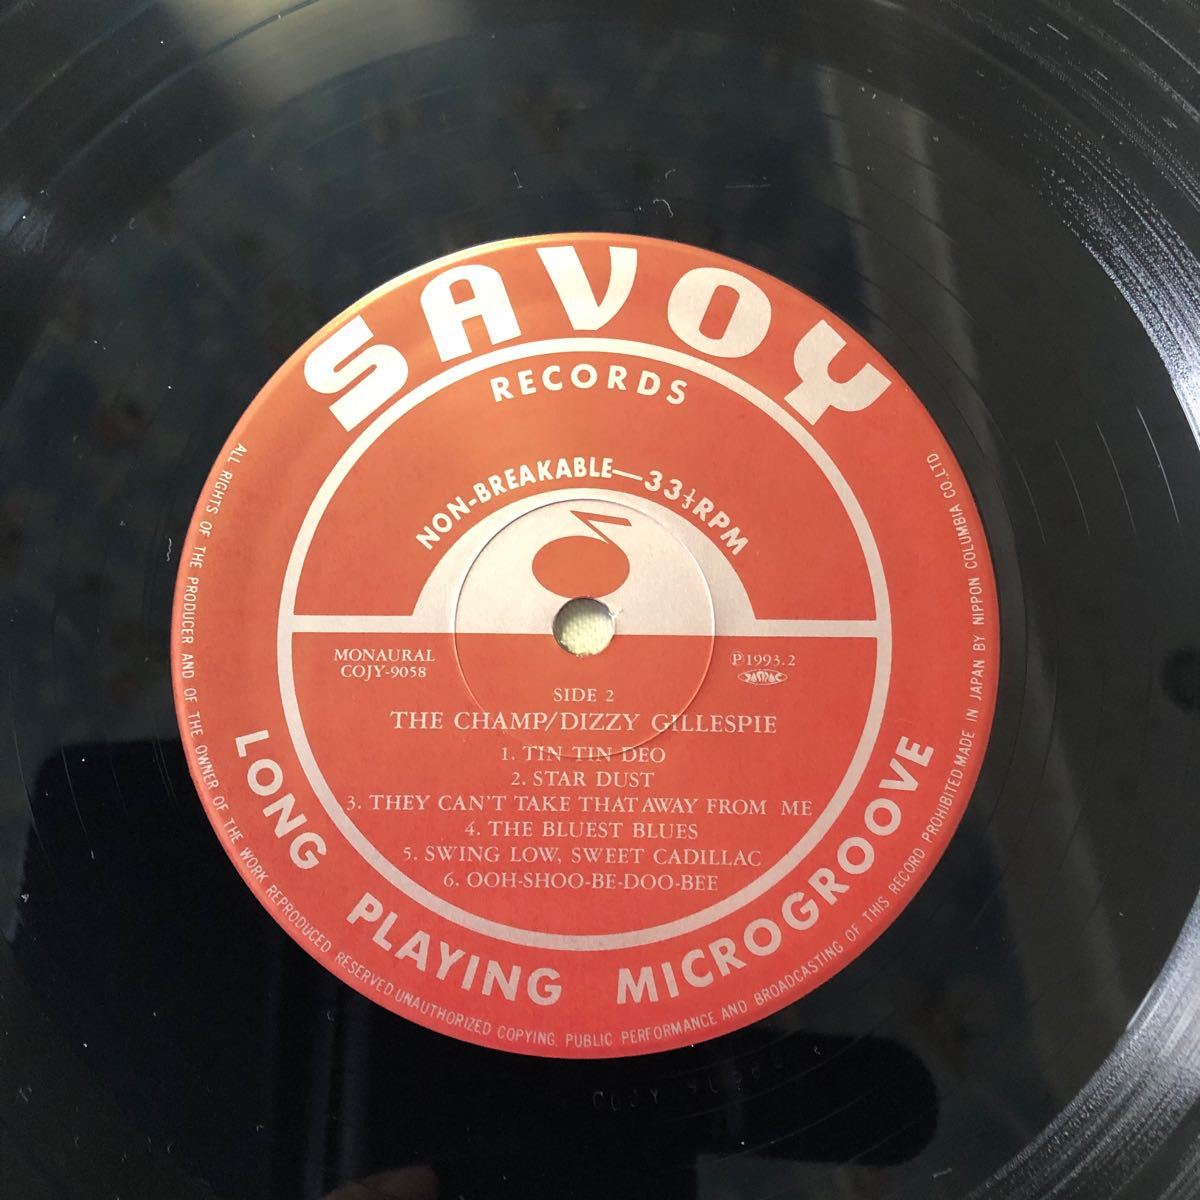 SAVOY
RECORDS
NON-BREAKABLE—33⅓RPM
MONAURAL
COJY-9058
Ⓟ1993.2
SIDE 2
THE CHAMP/DIZZY GILLESPIE
1. TIN TIN DEO
2. STAR DUST
3. THEY CAN'T TAKE THAT AWAY FROM ME
4. THE BLUEST BLUES
5. SWING LOW, SWEET CADILLAC
6. OOH-SHOO-BE-DOO-BEE
LONG PLAYING MICROGROOVE
ALL RIGHTS OF THE PRODUCER AND OF THE OWNER OF THE WORK REPRODUCED RESERVED.UNAUTHORIZED COPYING, PUBLIC PERFORMANCE AND BROADCASTING OF THIS RECORD PROHIBITED.MADE IN JAPAN BY NIPPON COLUMBIA CO.,LTD.